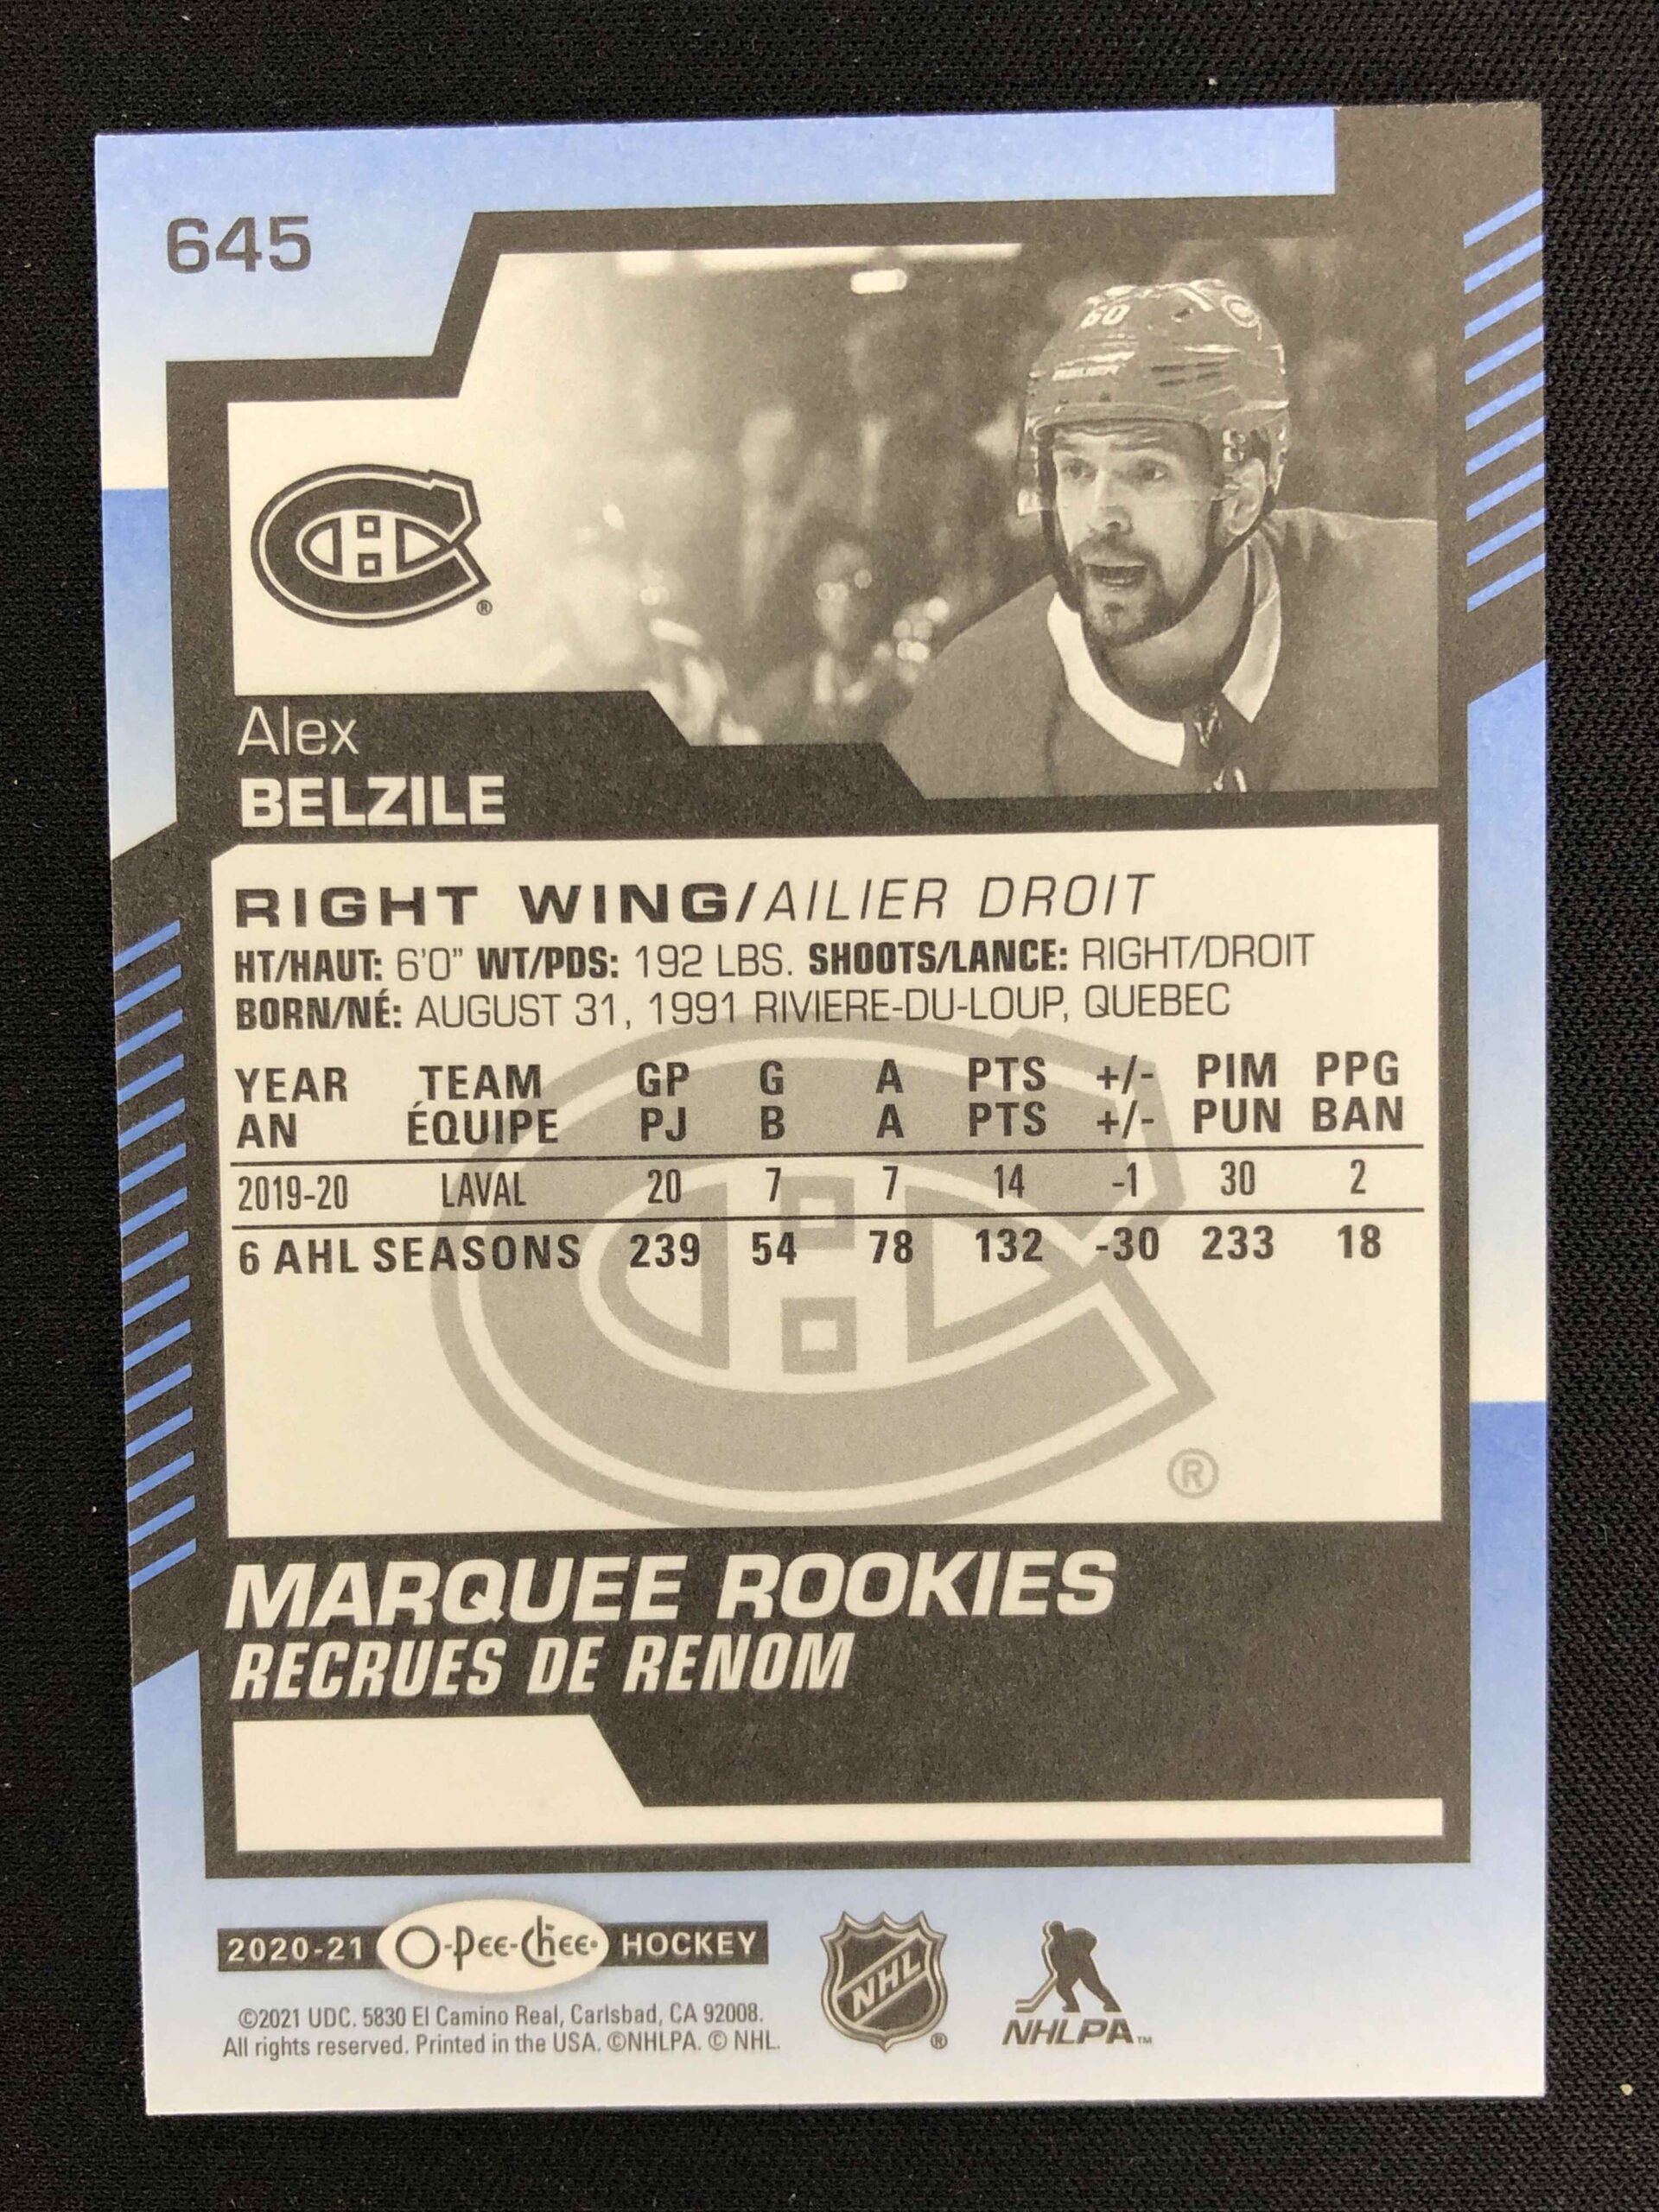 645
60
BAUER
®
Alex
BELZILE
RIGHT WING/AILIER DROIT
HT/HAUT: 6'0" WT/PDS: 192 LBS. SHOOTS/LANCE: RIGHT/DROIT
BORN/NÉ: AUGUST 31, 1991 RIVIERE-DU-LOUP, QUEBEC
YEAR TEAM GP G A PTS +/- PIM PPG
AN ÉQUIPE PJ B A PTS +/- PUN BAN
2019-20 LAVAL 20 7 7 14 -1 30 2
6 AHL SEASONS 239 54 78 132 -30 233 18
®
MARQUEE ROOKIES
RECRUES DE RENOM
2020-21 O-Pee-Chee HOCKEY
©2021 UDC. 5830 El Camino Real, Carlsbad, CA 92008.
All rights reserved. Printed in the USA. ©NHLPA. © NHL.
NHL ®
NHLPA™